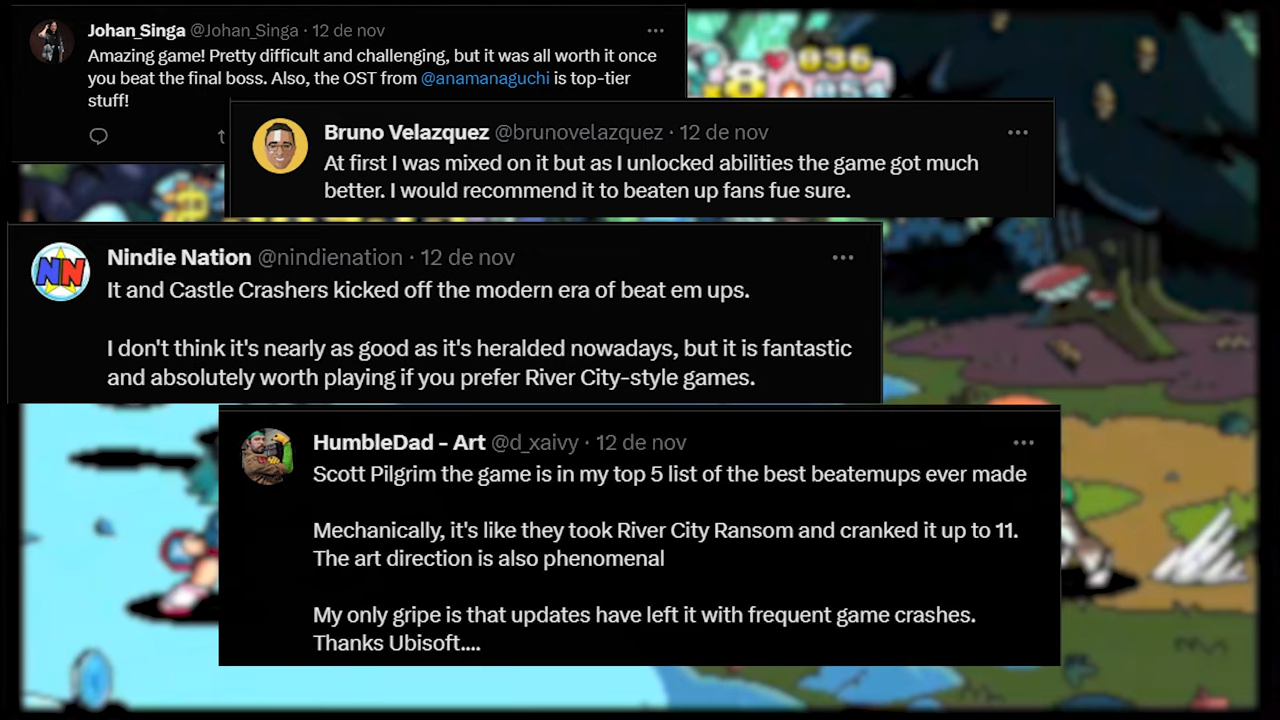 Johan_Singa @Johan_Singa · 12 de nov
Amazing game! Pretty difficult and challenging, but it was all worth it once
you beat the final boss. Also, the OST from @anamanaguchi is top-tier
stuff!
Bruno Velazquez @brunovelazquez · 12 de nov
At first I was mixed on it but as I unlocked abilities the game got much
better. I would recommend it to beaten up fans fue sure.
NN
Nindie Nation @nindienation · 12 de nov
It and Castle Crashers kicked off the modern era of beat em ups.
I don't think it's nearly as good as it's heralded nowadays, but it is fantastic
and absolutely worth playing if you prefer River City-style games.
HumbleDad - Art @d_xaivy · 12 de nov
Scott Pilgrim the game is in my top 5 list of the best beatemups ever made
Mechanically, it's like they took River City Ransom and cranked it up to 11.
The art direction is also phenomenal
My only gripe is that updates have left it with frequent game crashes.
Thanks Ubisoft....